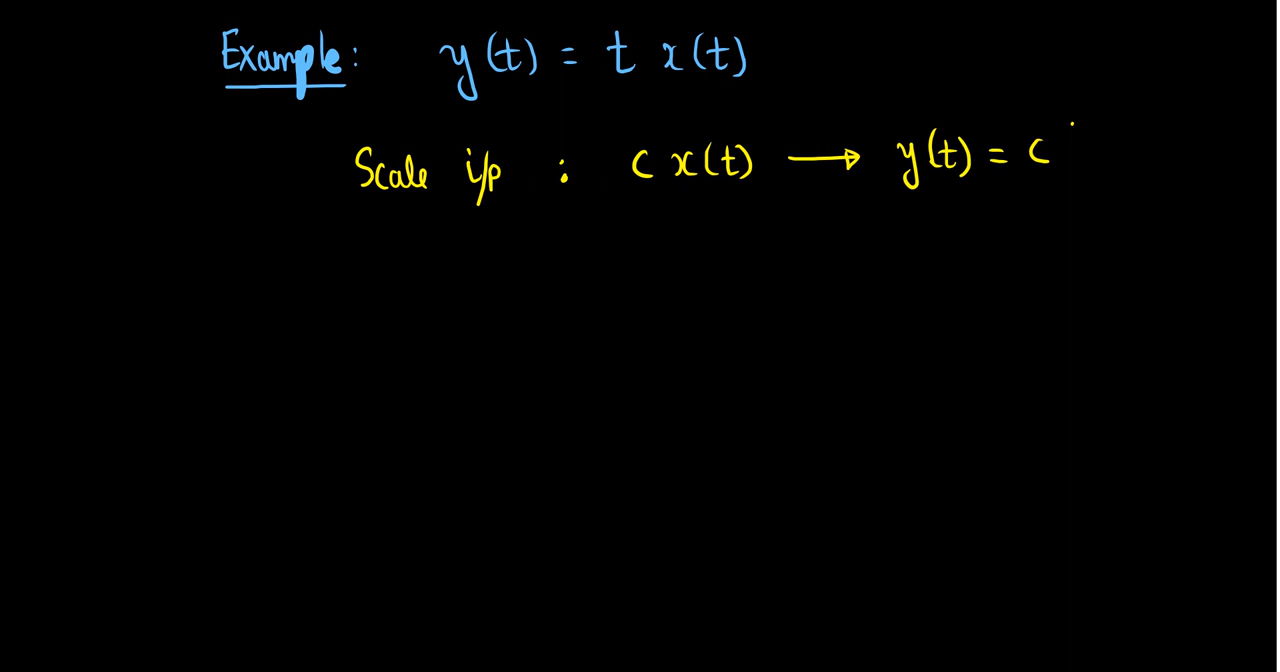 Example: y(t) = t x(t)
Scale i/p : c x(t) → y(t) = c